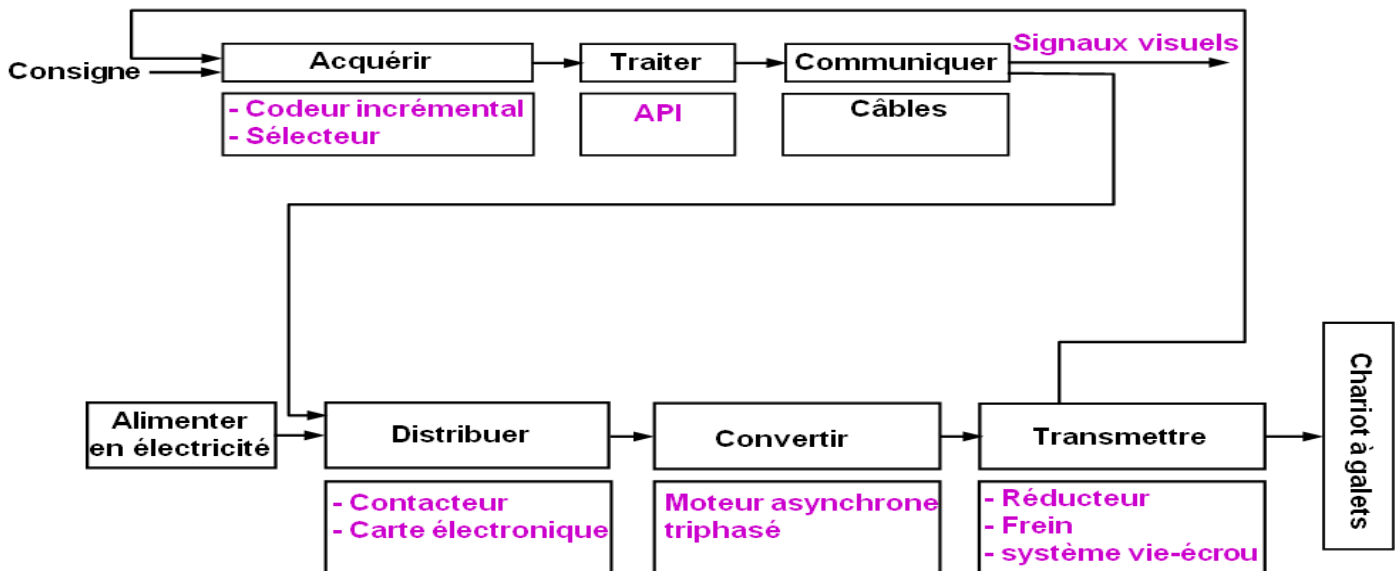 Signaux visuels
Consigne
Acquérir
Traiter
Communiquer
- Codeur incrémental
- Sélecteur
API
Câbles
Alimenter
en électricité
Distribuer
Convertir
Transmettre
Chariot à galets
- Contacteur
- Carte électronique
Moteur asynchrone
triphasé
- Réducteur
- Frein
- système vie-écrou